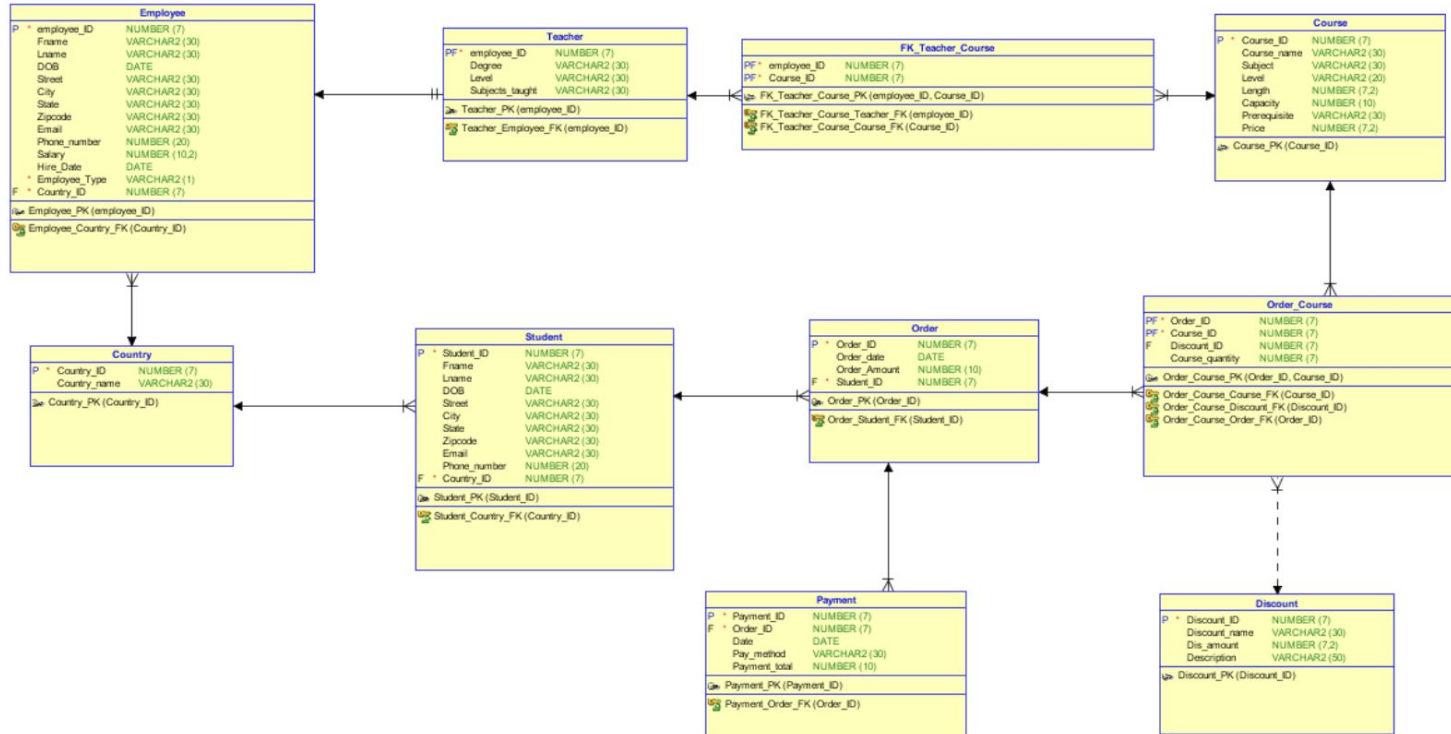 Employee
P * employee_ID NUMBER (7)
Fname VARCHAR2 (30)
Lname VARCHAR2 (30)
DOB DATE
Street VARCHAR2 (30)
City VARCHAR2 (30)
State VARCHAR2 (30)
Zipcode VARCHAR2 (30)
Email VARCHAR2 (30)
Phone_number NUMBER (20)
Salary NUMBER (10,2)
Hire_Date DATE
* Employee_Type VARCHAR2 (1)
F * Country_ID NUMBER (7)
Employee_PK (employee_ID)
Employee_Country_FK (Country_ID)
Teacher
PF * employee_ID NUMBER (7)
Degree VARCHAR2 (30)
Level VARCHAR2 (30)
Subjects_taught VARCHAR2 (30)
Teacher_PK (employee_ID)
Teacher_Employee_FK (employee_ID)
FK_Teacher_Course
PF * employee_ID NUMBER (7)
PF * Course_ID NUMBER (7)
FK_Teacher_Course_PK (employee_ID, Course_ID)
FK_Teacher_Course_Teacher_FK (employee_ID)
FK_Teacher_Course_Course_FK (Course_ID)
Course
P * Course_ID NUMBER (7)
Course_name VARCHAR2 (30)
Subject VARCHAR2 (30)
Level VARCHAR2 (20)
Length NUMBER (7,2)
Capacity NUMBER (10)
Prerequisite VARCHAR2 (30)
Price NUMBER (7,2)
Course_PK (Course_ID)
Country
P * Country_ID NUMBER (7)
Country_name VARCHAR2 (30)
Country_PK (Country_ID)
Student
P * Student_ID NUMBER (7)
Fname VARCHAR2 (30)
Lname VARCHAR2 (30)
DOB DATE
Street VARCHAR2 (30)
City VARCHAR2 (30)
State VARCHAR2 (30)
Zipcode VARCHAR2 (30)
Email VARCHAR2 (30)
Phone_number NUMBER (20)
F * Country_ID NUMBER (7)
Student_PK (Student_ID)
Student_Country_FK (Country_ID)
Order
P * Order_ID NUMBER (7)
Order_date DATE
Order_Amount NUMBER (10)
F * Student_ID NUMBER (7)
Order_PK (Order_ID)
Order_Student_FK (Student_ID)
Order_Course
PF * Order_ID NUMBER (7)
PF * Course_ID NUMBER (7)
F Discount_ID NUMBER (7)
Course_quantity NUMBER (7)
Order_Course_PK (Order_ID, Course_ID)
Order_Course_Course_FK (Course_ID)
Order_Course_Discount_FK (Discount_ID)
Order_Course_Order_FK (Order_ID)
Payment
P * Payment_ID NUMBER (7)
F * Order_ID NUMBER (7)
Date DATE
Pay_method VARCHAR2 (30)
Payment_total NUMBER (10)
Payment_PK (Payment_ID)
Payment_Order_FK (Order_ID)
Discount
P * Discount_ID NUMBER (7)
Discount_name VARCHAR2 (30)
Dis_amount NUMBER (7,2)
Description VARCHAR2 (50)
Discount_PK (Discount_ID)